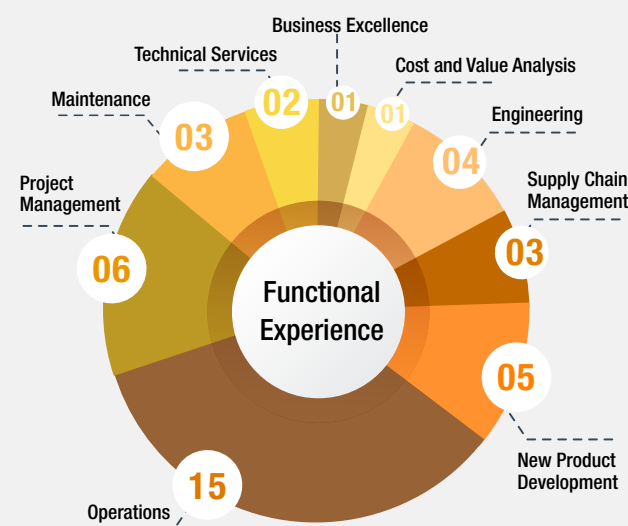 Business Excellence
01
Cost and Value Analysis
01
Engineering
04
Supply Chain
Management
03
05
New Product
Development
15
Operations
06
Project
Management
03
Maintenance
02
Technical Services
Functional
Experience